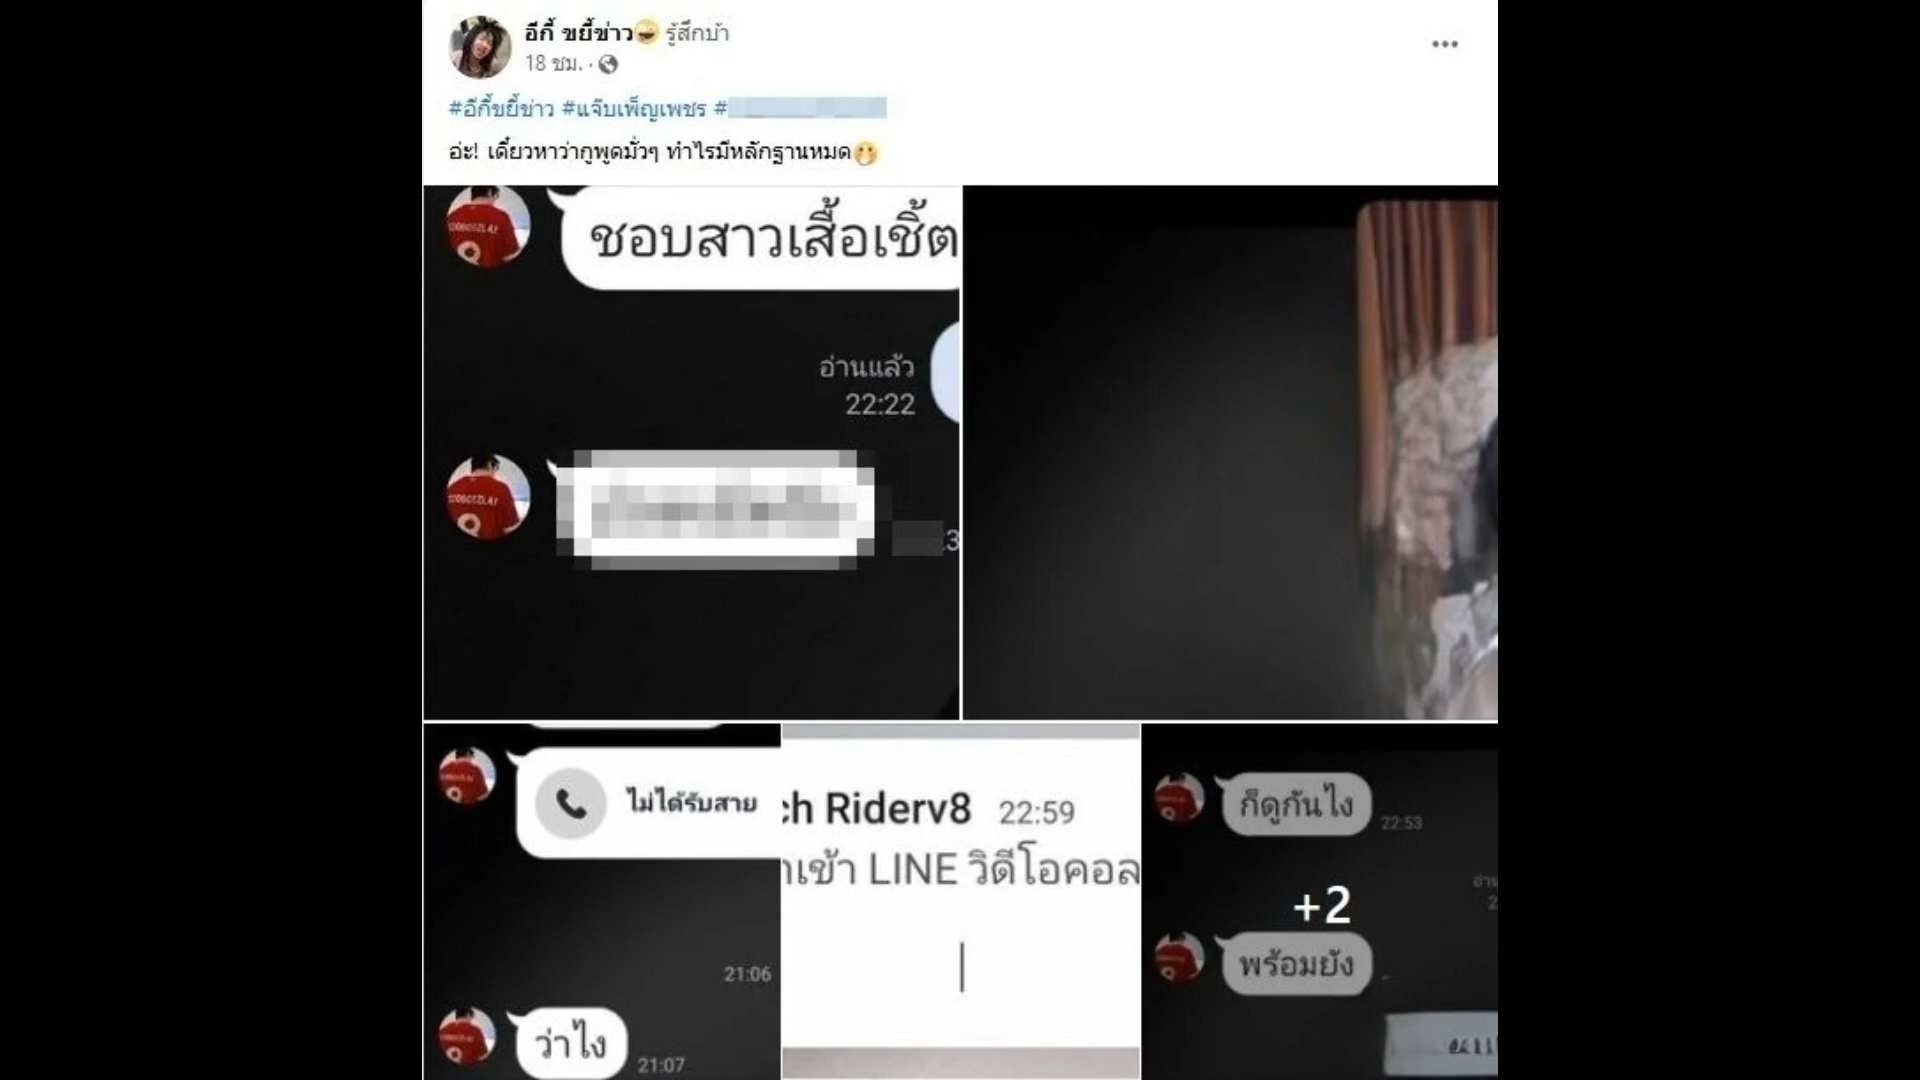 อีกี้ ขยี้ข่าว รู้สึกบ้า
18 ชม. ·
#อีกี้ขยี้ข่าว #แจ๊บเพ็ญเพชร #
อ่ะ! เดี๋ยวหาว่ากูพูดมั่วๆ ทำไรมีหลักฐานหมด
ชอบสาวเสื้อเชิ้ต
อ่านแล้ว
22:22
ไม่ได้รับสาย
21:06
ว่าไง
21:07
ch Riderv8 22:59
เข้า LINE วิดีโอคอล
ก็ดูกันไง
22:53
+2
พร้อมยัง